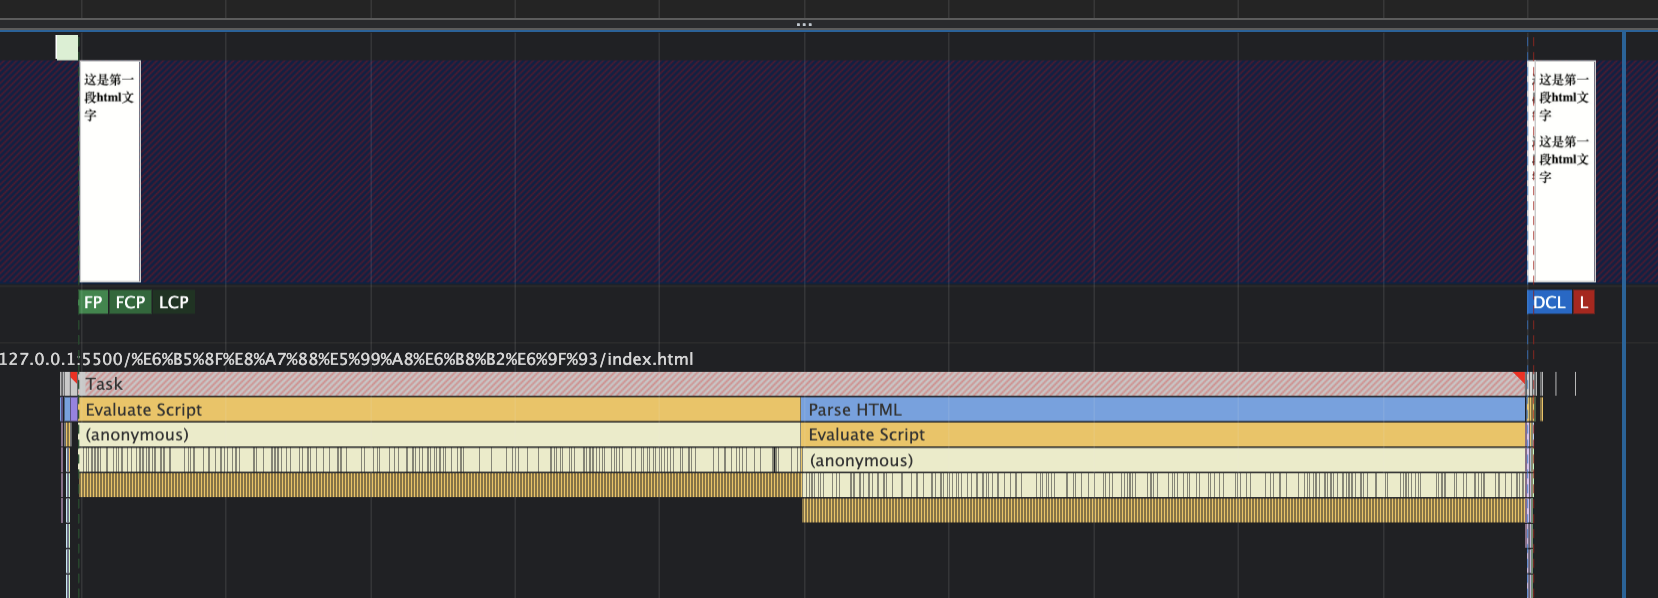 ...
这是第一
段html文
字
这是第一
段html文
字
这是第一
段html文
字
FP FCP LCP
DCL L
127.0.0.1:5500/%E6%B5%8F%E8%A7%88%E5%99%A8%E6%B8%B2%E6%9F%93/index.html
Task
Evaluate Script
Parse HTML
(anonymous)
Evaluate Script
(anonymous)